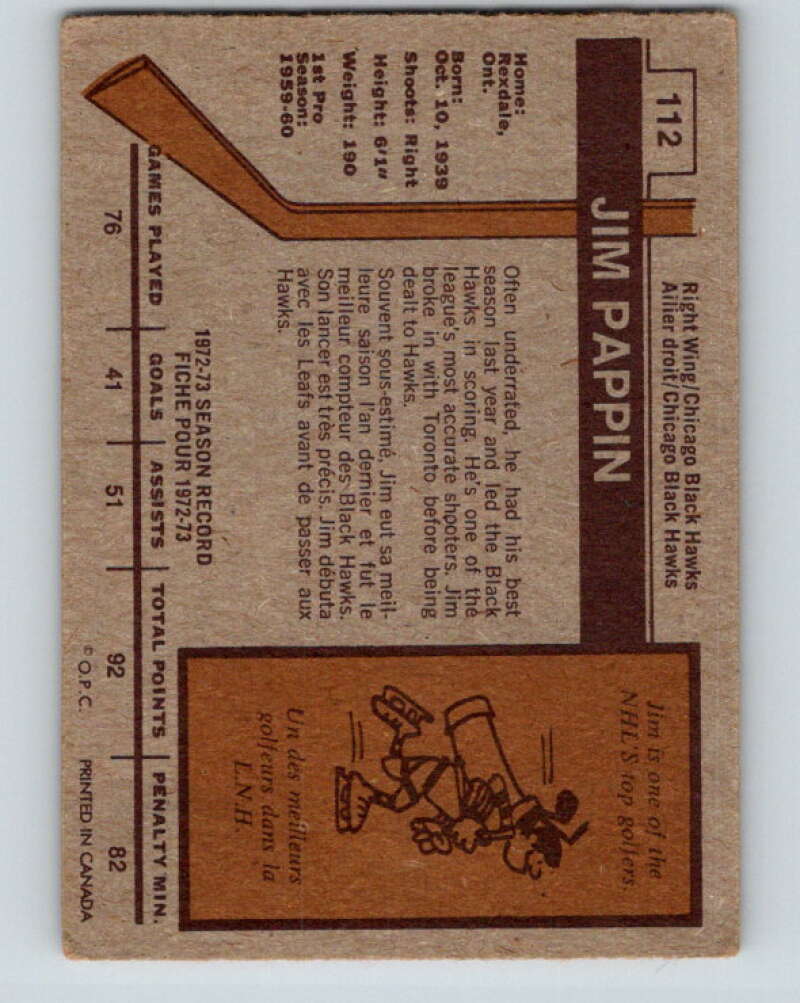 112
Right Wing/Chicago Black Hawks
Ailier droit/Chicago Black Hawks
JIM PAPPIN
Home:
Rexdale,
Ont.
Born:
Oct. 10, 1939
Shoots: Right
Height: 6'1"
Weight: 190
1st Pro
Season:
1959-60
Often underrated, he had his best
season last year and led the Black
Hawks in scoring. He's one of the
league's most accurate shooters. Jim
broke in with Toronto before being
dealt to Hawks.
Souvent sous-estimé, Jim eut sa meil-
leure saison l'an dernier et fut le
meilleur compteur des Black Hawks.
Son lancer est très précis. Jim débuta
avec les Leafs avant de passer aux
Hawks.
Jim is one of the
NHL'S top golfers.
Un des meilleurs
golfeurs dans la
L.N.H.
1972-73 SEASON RECORD
FICHE POUR 1972-73
GAMES PLAYED GOALS ASSISTS TOTAL POINTS PENALTY MIN.
76 41 51 92 82
© O.P.C. PRINTED IN CANADA